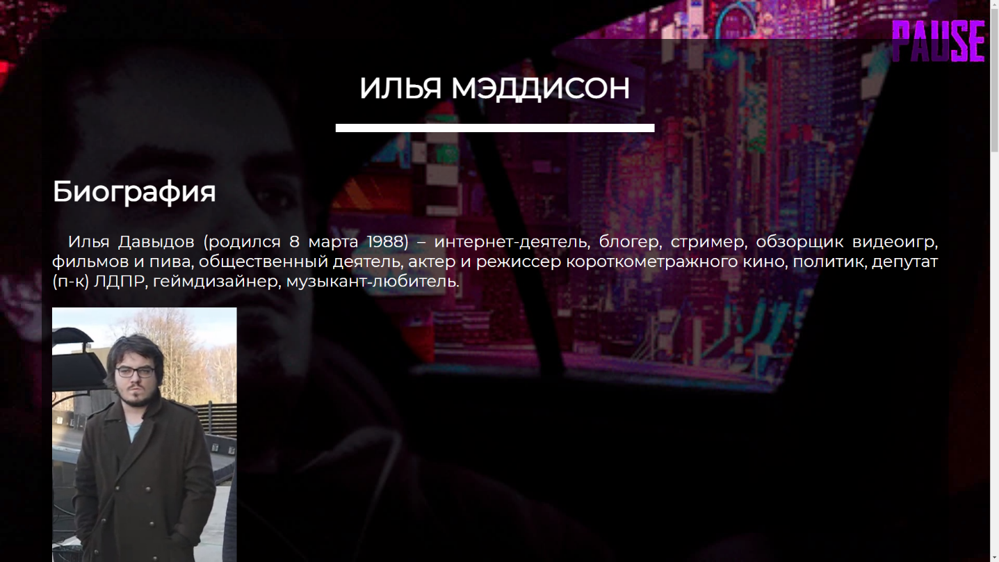 PAUSE
ИЛЬЯ МЭДДИСОН
Биография
Илья Давыдов (родился 8 марта 1988) – интернет-деятель, блогер, стример, обзорщик видеоигр,
фильмов и пива, общественный деятель, актер и режиссер короткометражного кино, политик, депутат
(п-к) ЛДПР, геймдизайнер, музыкант-любитель.